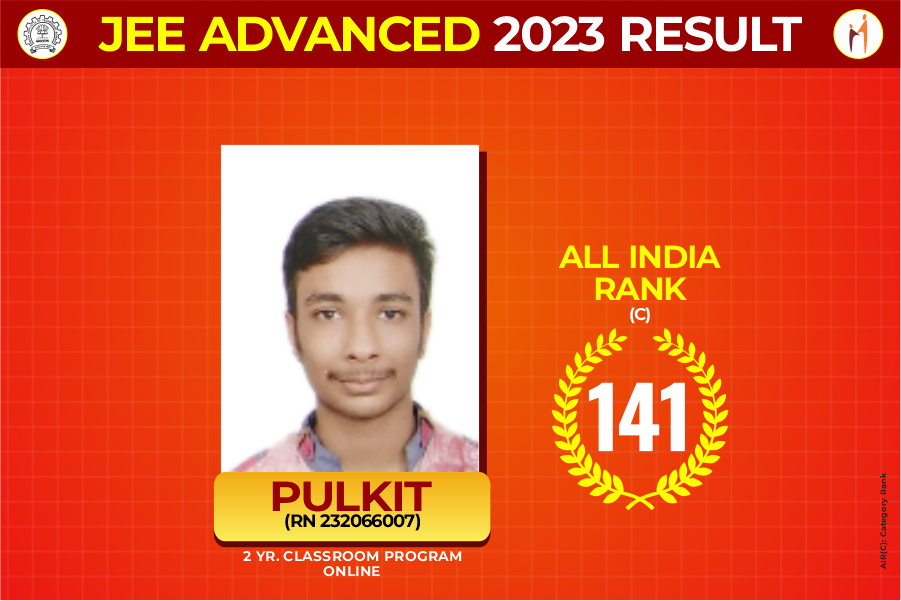 JEE ADVANCED 2023 RESULT
ALL INDIA
RANK
(C)
141
PULKIT
(RN 232066007)
2 YR. CLASSROOM PROGRAM
ONLINE
AIR(C): Category Rank